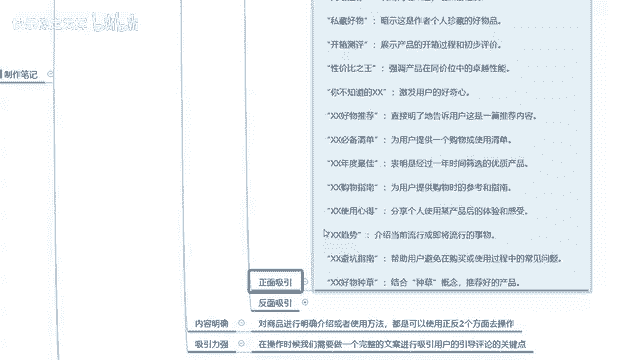 制作笔记
"私藏好物"：暗示这是作者个人珍藏的好物品。
"开箱测评"：展示产品的开箱过程和初步评价。
"性价比之王"：强调产品在同价位中的卓越性能。
"你不知道的XX"：激发用户的好奇心。
"XX好物推荐"：直接明了地告诉用户这是一篇推荐内容。
"XX必备清单"：为用户提供一个购物或使用清单。
"XX年度最佳"：表明是经过一年时间筛选的优质产品。
"XX购物指南"：为用户提供购物时的参考和指南。
"XX使用心得"：分享个人使用某产品后的体验和感受。
"XX趋势"：介绍当前流行或即将流行的事物。
"XX避坑指南"：帮助用户避免在购买或使用过程中的常见问题。
"XX好物种草"：结合"种草"概念，推荐好的产品。
正面吸引
反面吸引
内容明确
对商品进行明确介绍或者使用方法，都是可以使用正反2个方面去操作
吸引力强
在操作时候我们需要做一个完整的文案进行吸引用户的引导评论的关键点